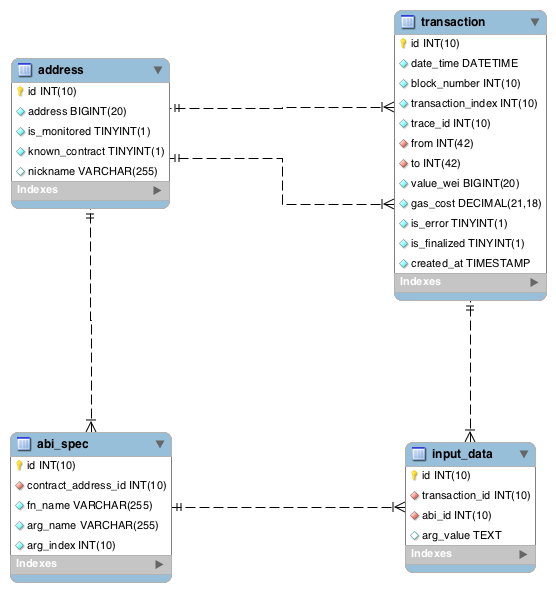 address
id INT(10)
address BIGINT(20)
is_monitored TINYINT(1)
known_contract TINYINT(1)
nickname VARCHAR(255)
Indexes
transaction
id INT(10)
date_time DATETIME
block_number INT(10)
transaction_index INT(10)
trace_id INT(10)
from INT(42)
to INT(42)
value_wei BIGINT(20)
gas_cost DECIMAL(21,18)
is_error TINYINT(1)
is_finalized TINYINT(1)
created_at TIMESTAMP
Indexes
abi_spec
id INT(10)
contract_address_id INT(10)
fn_name VARCHAR(255)
arg_name VARCHAR(255)
arg_index INT(10)
Indexes
input_data
id INT(10)
transaction_id INT(10)
abi_id INT(10)
arg_value TEXT
Indexes